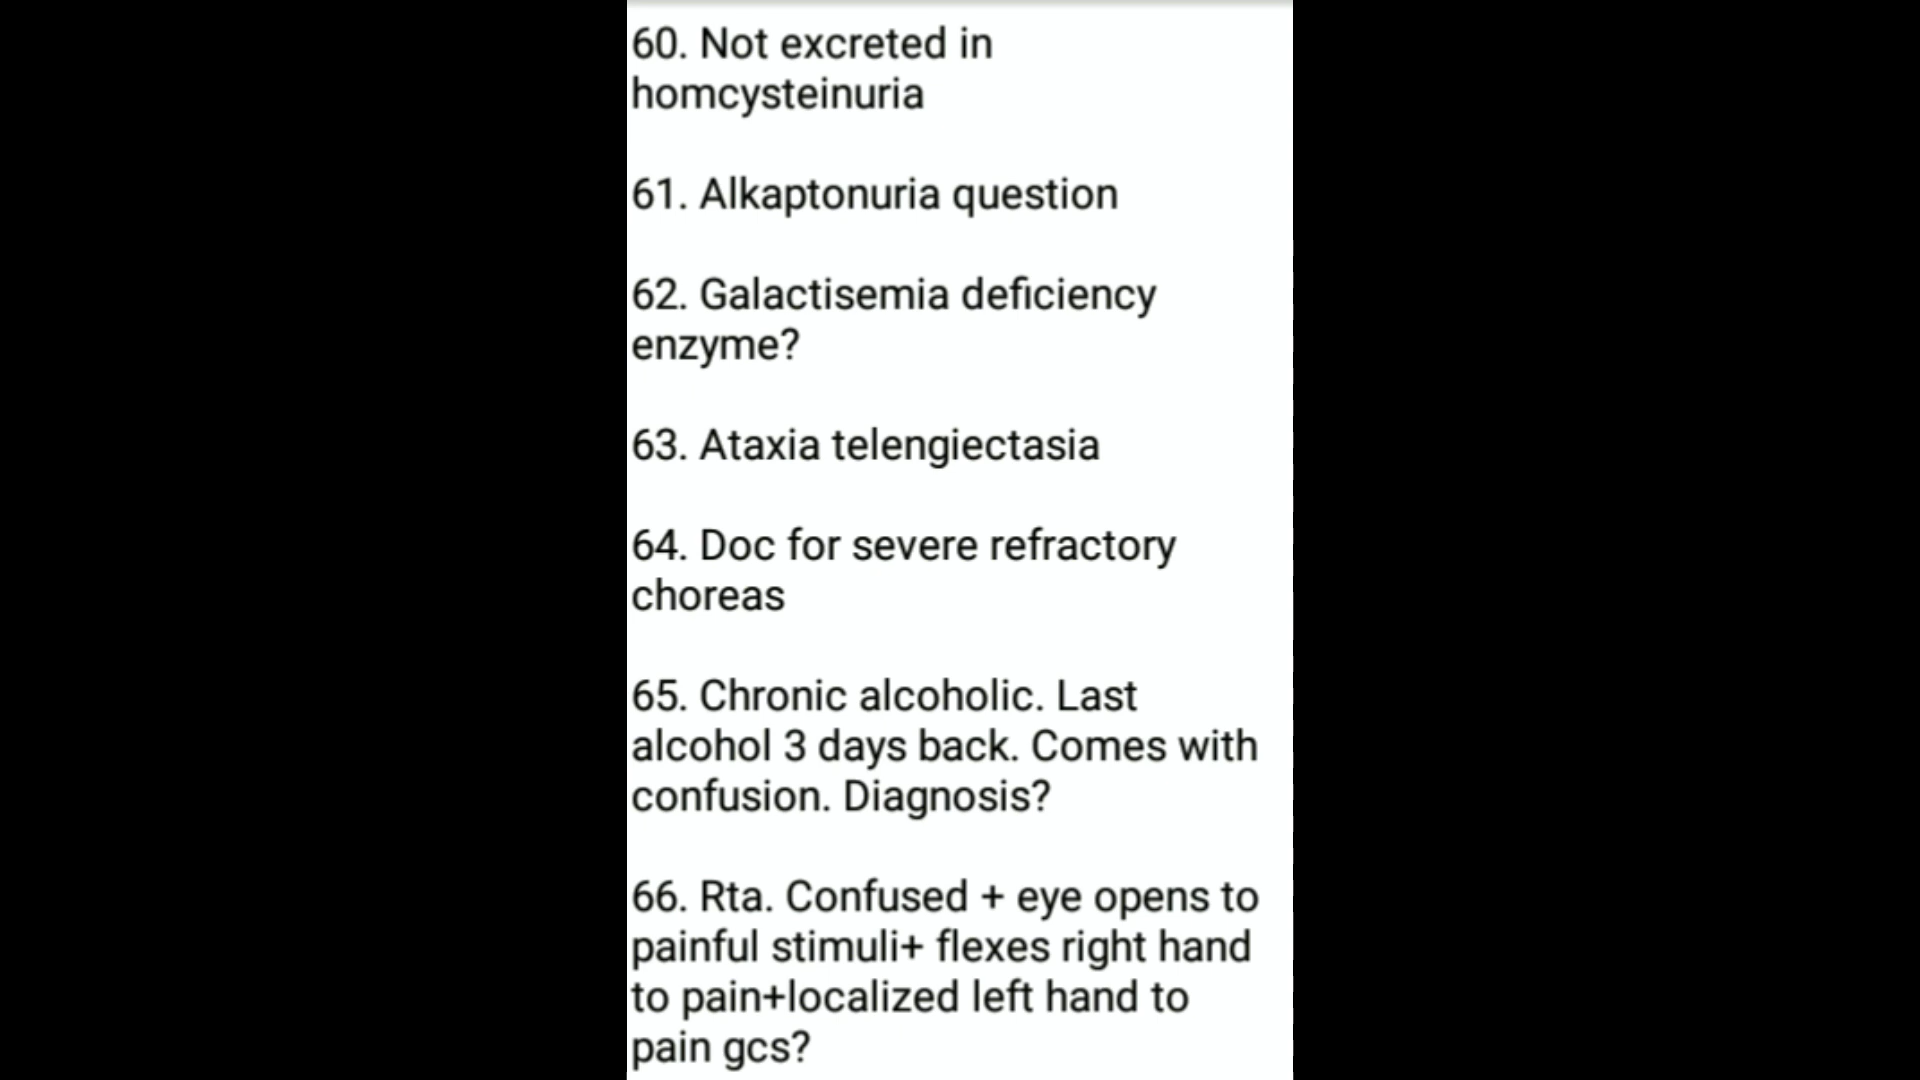 60. Not excreted in
homcysteinuria
61. Alkaptonuria question
62. Galactisemia deficiency
enzyme?
63. Ataxia telengiectasia
64. Doc for severe refractory
choreas
65. Chronic alcoholic. Last
alcohol 3 days back. Comes with
confusion. Diagnosis?
66. Rta. Confused + eye opens to
painful stimuli+ flexes right hand
to pain+localized left hand to
pain gcs?